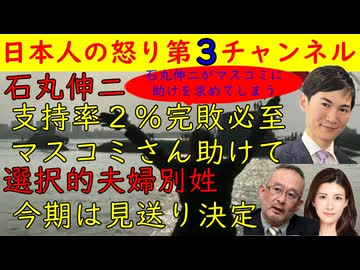 日本人の怒り第3チャンネル
石丸伸二がマスコミに
助けを求めてしまう
石丸伸二
支持率2%完敗必至
マスコミさん助けて
選択的夫婦別姓
今期は見送り決定